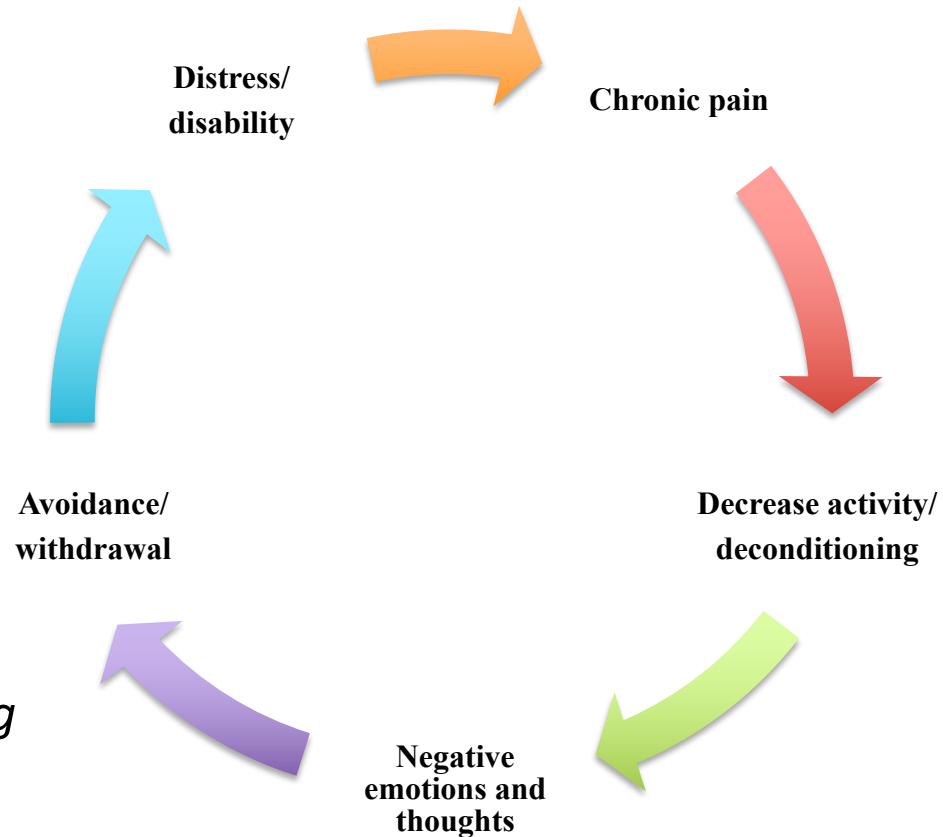 Distress/
disability
Chronic pain
Decrease activity/
deconditioning
Negative
emotions and
thoughts
Avoidance/
withdrawal
g